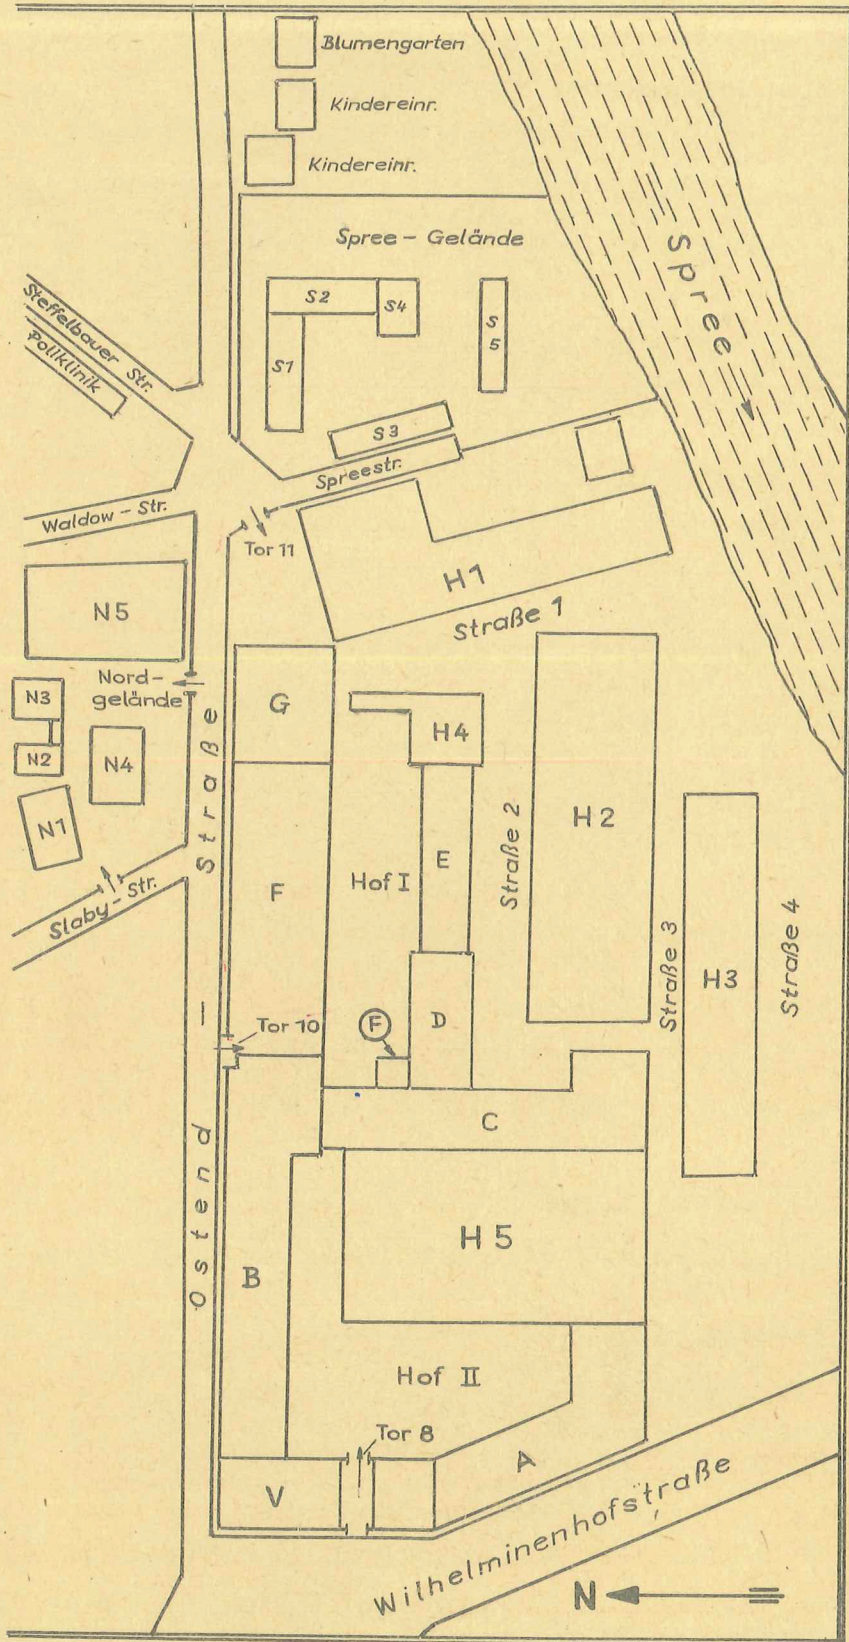 Blumengarten
Kindereinr.
Kindereinr.
Spree - Gelände
Spree
S2
S4
S
5
S1
S3
Steffelbauer Str.
Poliklinik
Spreestr.
Waldow - Str.
Tor 11
H1
Straße 1
N5
Nord-
gelände
N3
N2
N4
N1
Slaby - Str.
G
H4
H2
Straße 2
E
Hof I
F
Straße 3
H3
Straße 4
D
F
Tor 10
Ostend - Straße
C
H 5
B
Hof II
Tor 8
A
V
Wilhelminenhofstraße
N